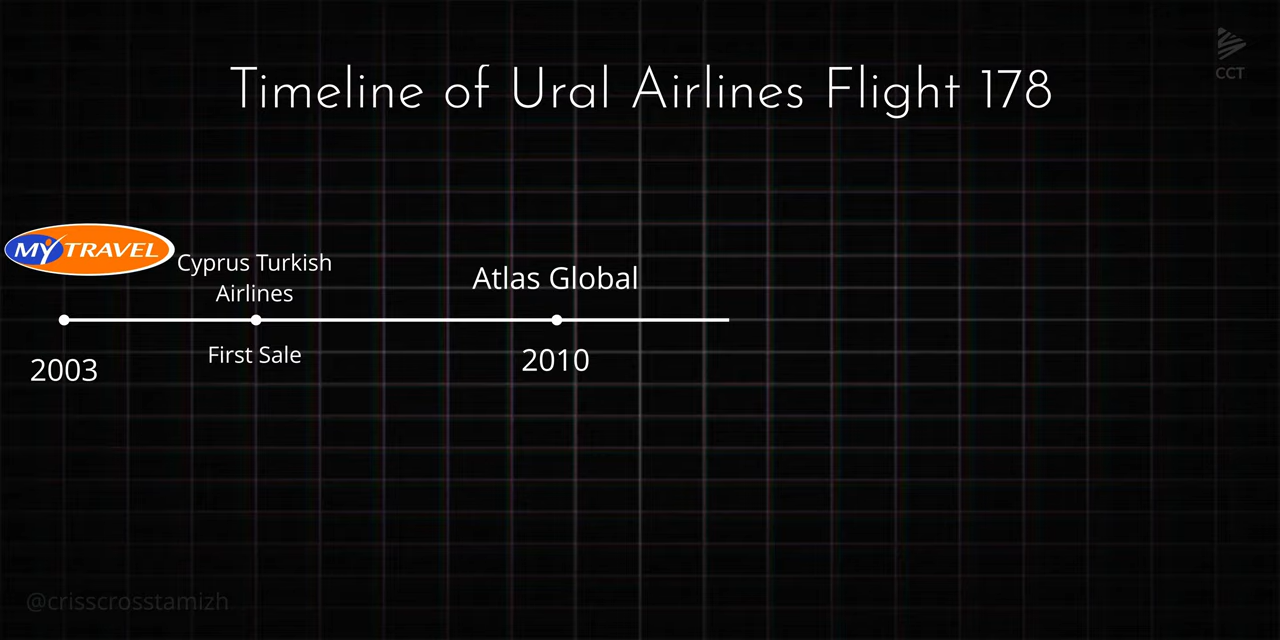 Timeline of Ural Airlines Flight 178
CCT
MY TRAVEL
Cyprus Turkish
Airlines
Atlas Global
First Sale
2003
2010
@crisscrosstamizh